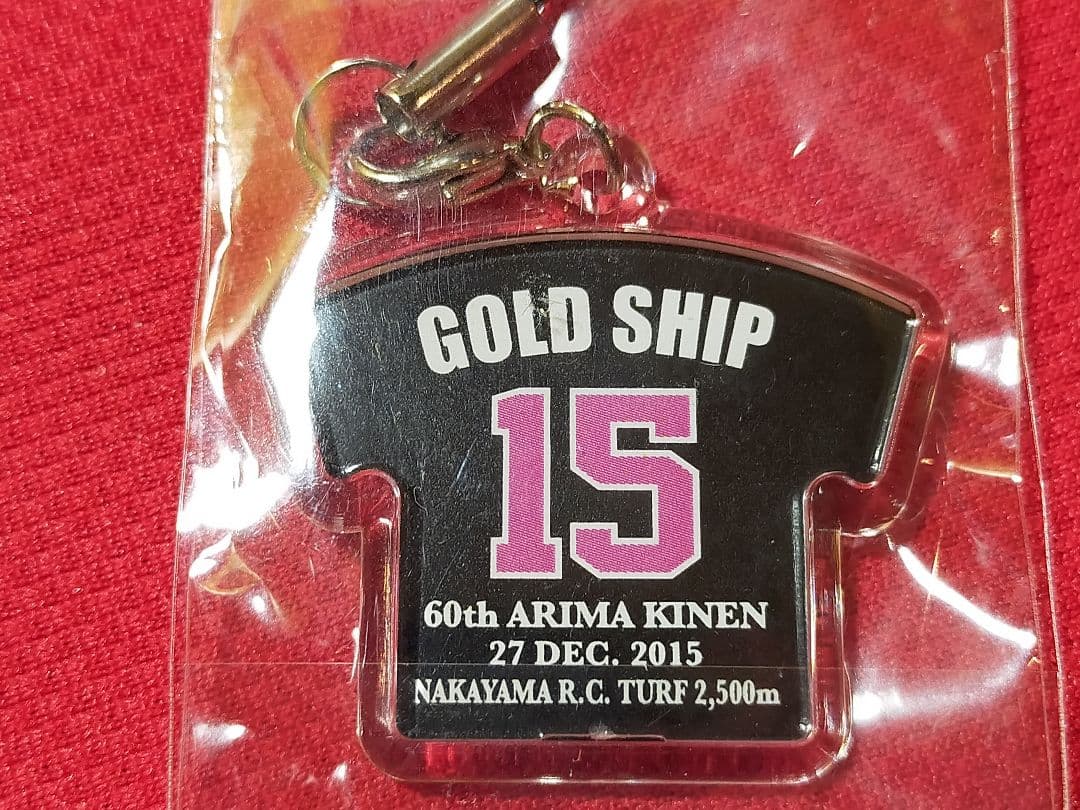 GOLD SHIP
15
60th ARIMA KINEN
27 DEC. 2015
NAKAYAMA R.C. TURF 2,500m